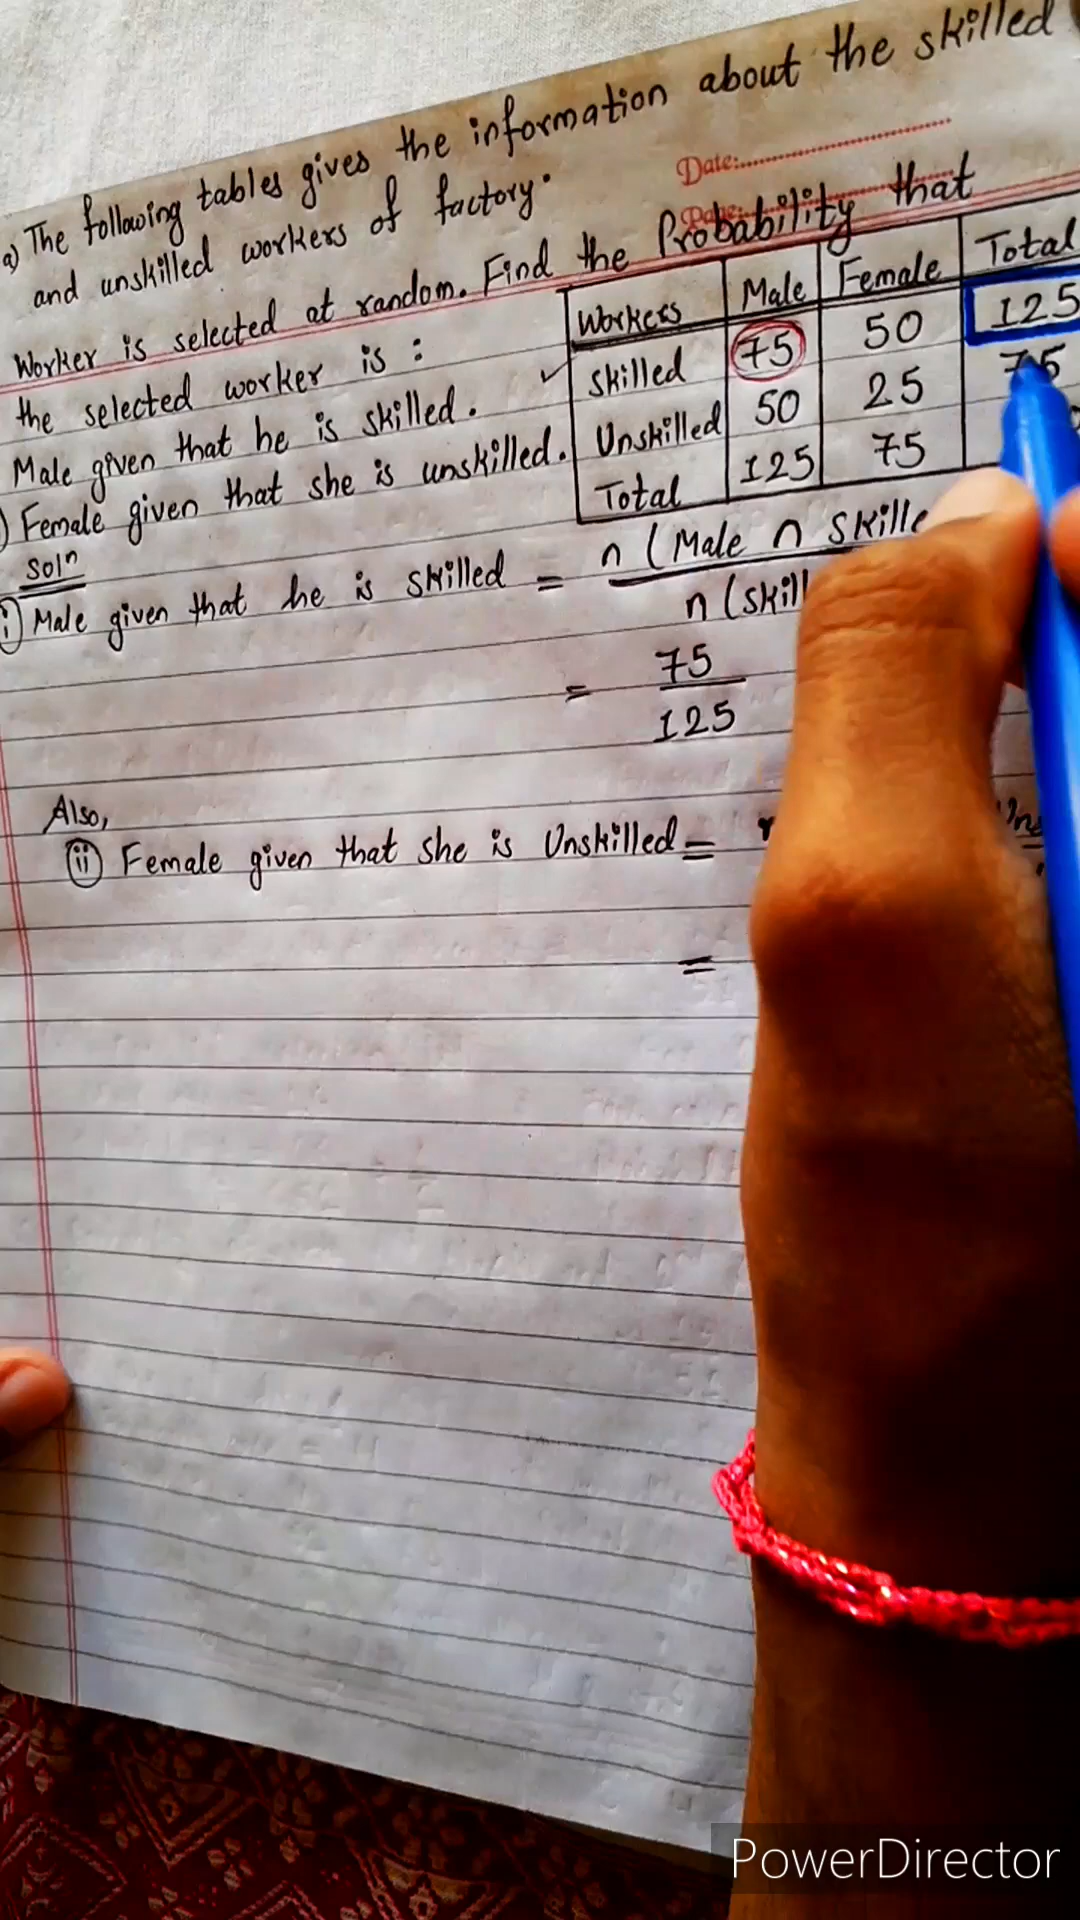 a) The following tables gives the information about the skilled
and unskilled workers of factory.
Date:
Worker is selected at random. Find the Probability that
the selected worker is :
Male given that he is skilled.
) Female given that she is unskilled.
Workers Male Female Total
Skilled 75 50 125
Unskilled 50 25 75
Total 125 75
Solⁿ
i) Male given that he is skilled = n (Male ∩ Skille
n (skill
= 75
125
Also,
(ii) Female given that she is Unskilled =
=
PowerDirector